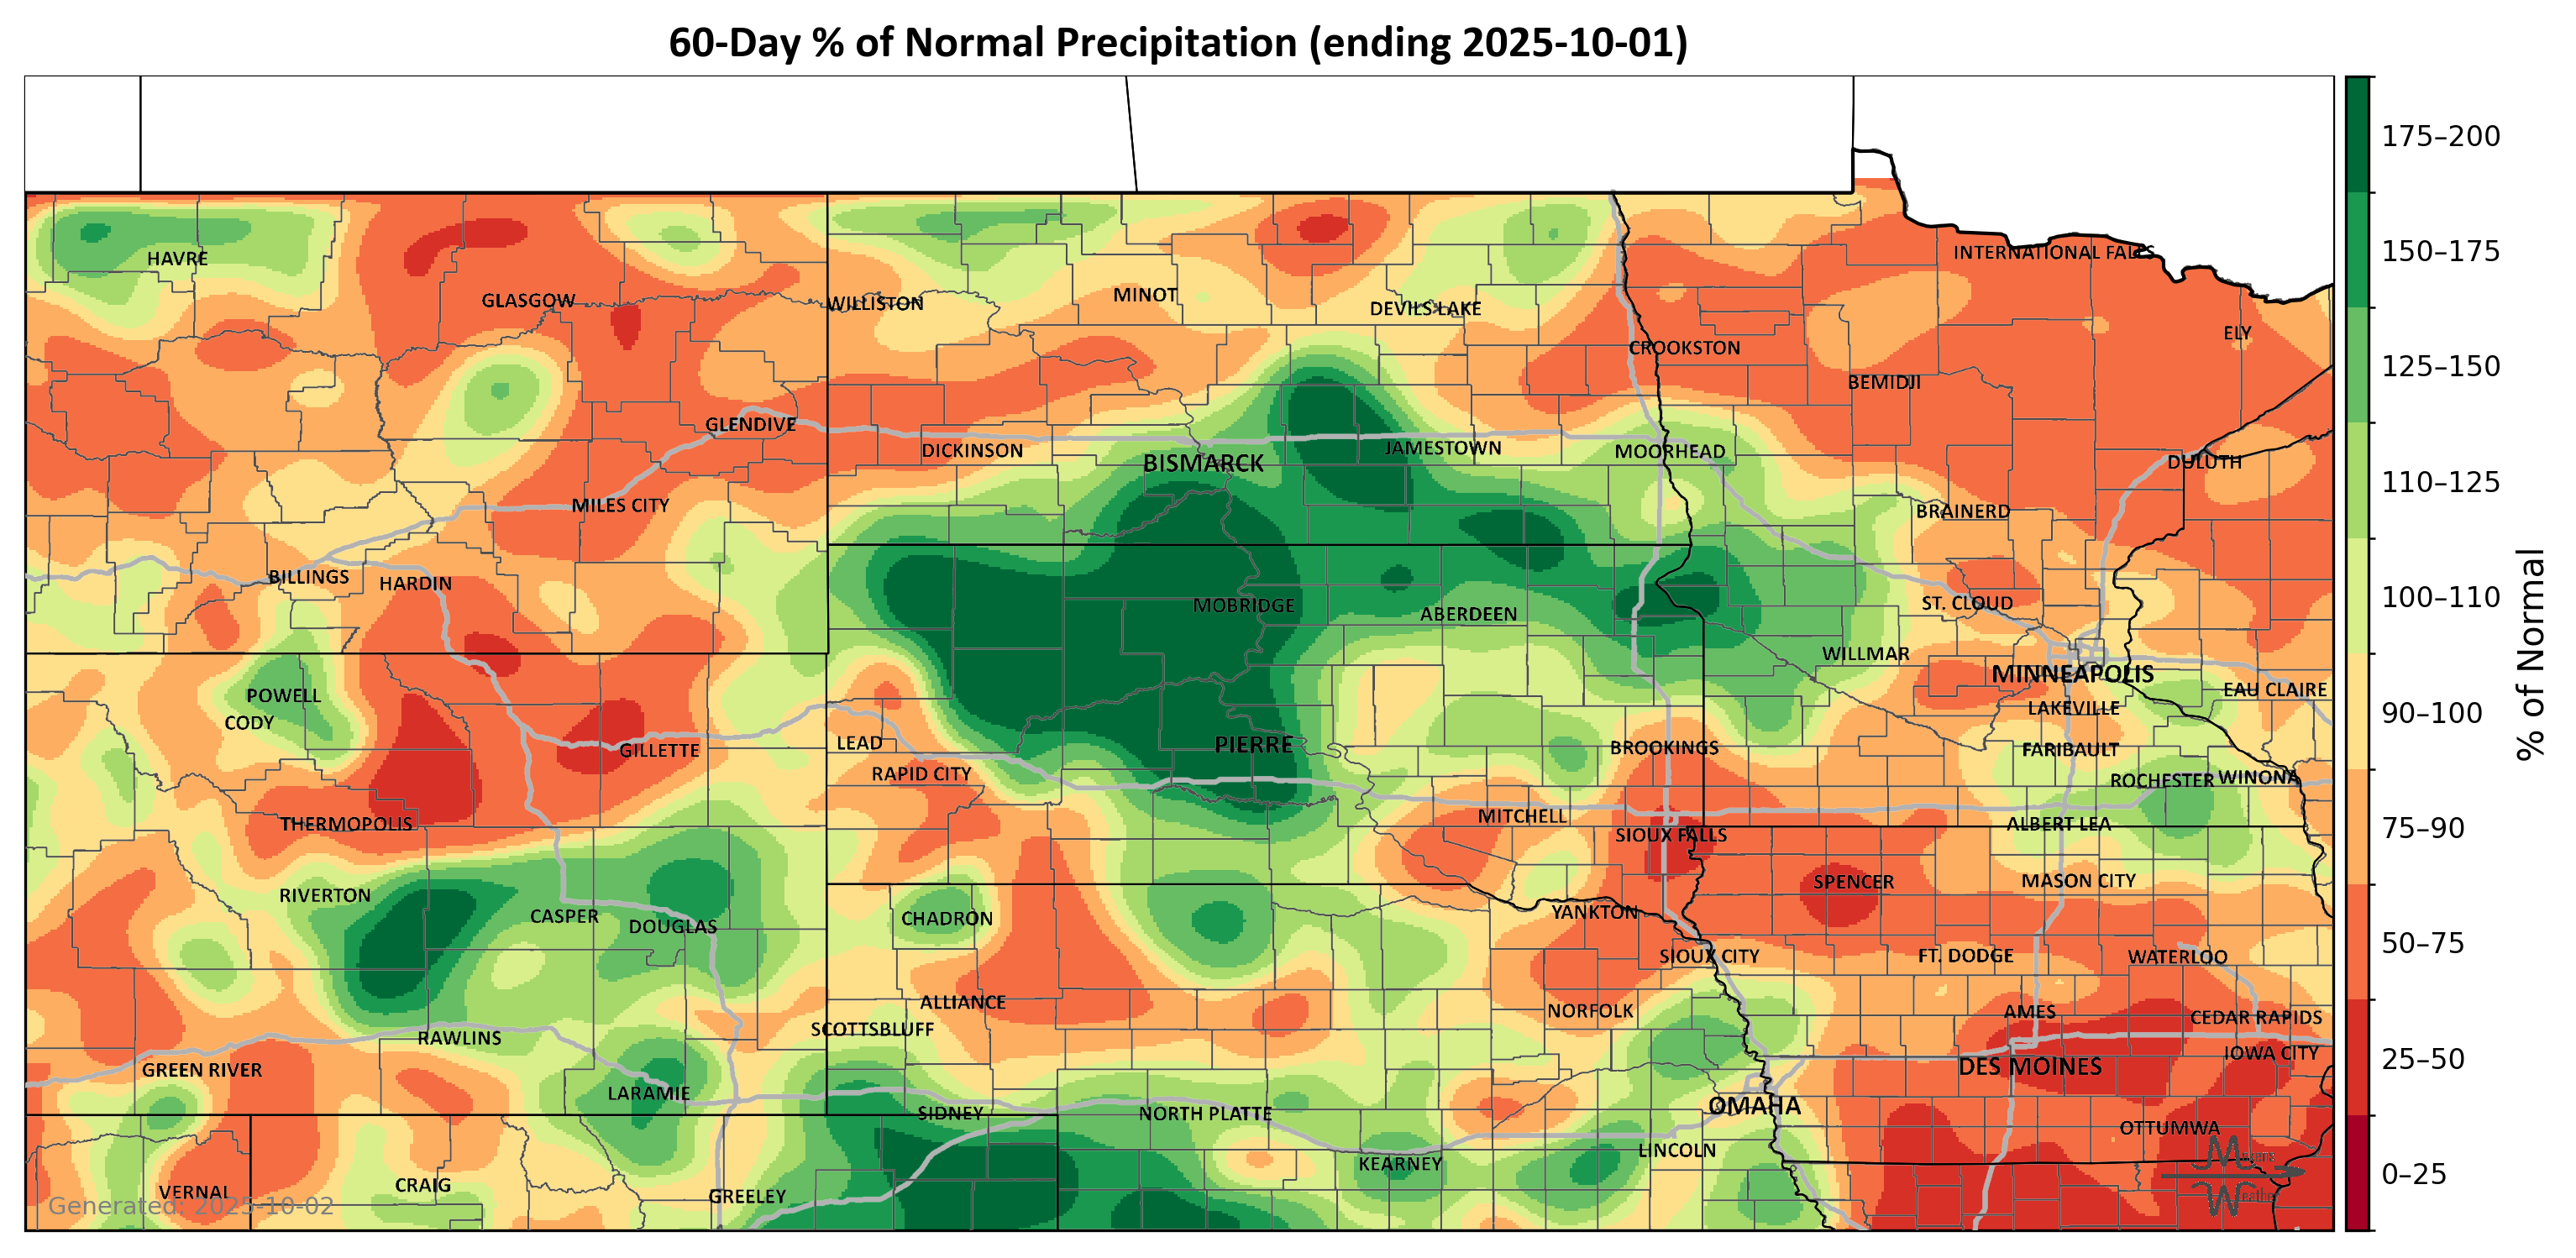 60-Day % of Normal Precipitation (ending 2025-10-01)
INTERNATIONAL FALLS
HAVRE
GLASGOW
WILLISTON
MINOT
DEVILS LAKE
ELY
CROOKSTON
BEMIDJI
GLENDIVE
DICKINSON
BISMARCK
JAMESTOWN
MOORHEAD
DULUTH
MILES CITY
BRAINERD
BILLINGS
HARDIN
MOBRIDGE
ABERDEEN
ST. CLOUD
WILLMAR
MINNEAPOLIS
POWELL
EAU CLAIRE
CODY
LAKEVILLE
GILLETTE
LEAD
PIERRE
BROOKINGS
FARIBAULT
RAPID CITY
ROCHESTER
WINONA
THERMOPOLIS
MITCHELL
SIOUX FALLS
ALBERT LEA
RIVERTON
SPENCER
MASON CITY
CASPER
DOUGLAS
CHADRON
YANKTON
SIOUX CITY
FT. DODGE
WATERLOO
ALLIANCE
NORFOLK
AMES
CEDAR RAPIDS
RAWLINS
SCOTTSBLUFF
IOWA CITY
GREEN RIVER
DES MOINES
LARAMIE
SIDNEY
NORTH PLATTE
OMAHA
OTTUMWA
KEARNEY
LINCOLN
VERNAL
CRAIG
GREELEY
Generated: 2025-10-02
Myers
Weather
175–200
150–175
125–150
110–125
100–110
90–100
75–90
50–75
25–50
0–25
% of Normal